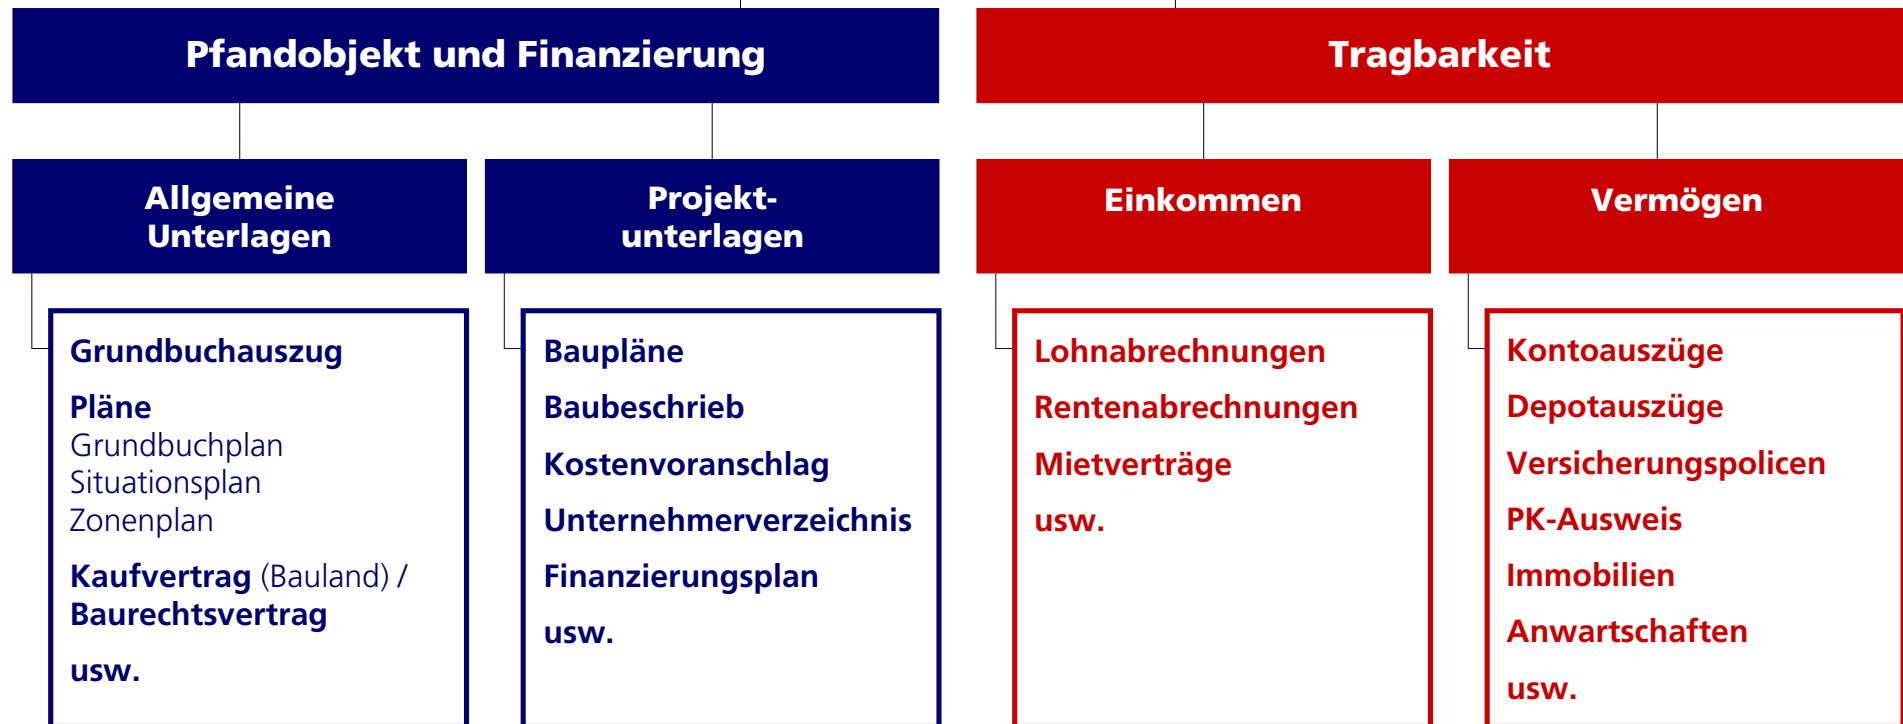 Pfandobjekt und Finanzierung
Tragbarkeit
Allgemeine
Unterlagen
Projekt-
unterlagen
Einkommen
Vermögen
Grundbuchauszug
Pläne
Grundbuchplan
Situationsplan
Zonenplan
Kaufvertrag (Bauland) /
Baurechtsvertrag
usw.
Baupläne
Baubeschrieb
Kostenvoranschlag
Unternehmerverzeichnis
Finanzierungsplan
usw.
Lohnabrechnungen
Rentenabrechnungen
Mietverträge
usw.
Kontoauszüge
Depotauszüge
Versicherungspolicen
PK-Ausweis
Immobilien
Anwartschaften
usw.